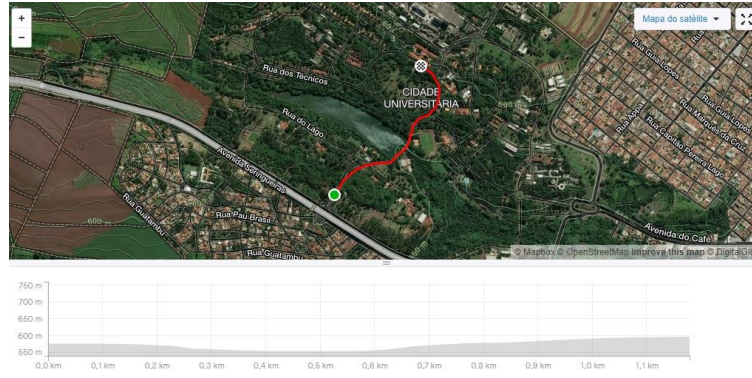 +
−
Mapa do satélite
Rua dos Técnicos
CIDADE
UNIVERSITÁRIA
Rua do Lago
Avenida Seringueiras
Rua Guatambu
Rua Pau Brasil
Rua Guatambu
600 m
Rua Guia Lopes
Rua Guia Lopes
Rua Marquês da Cruz
Rua Apisa
Rua Capitão Pereira Lago
Avenida do Café
© Mapbox © OpenStreetMap Improve this map © DigitalGlo
750 m
700 m
650 m
600 m
550 m
0,0 km 0,1 km 0,2 km 0,3 km 0,4 km 0,5 km 0,6 km 0,7 km 0,8 km 0,9 km 1,0 km 1,1 km